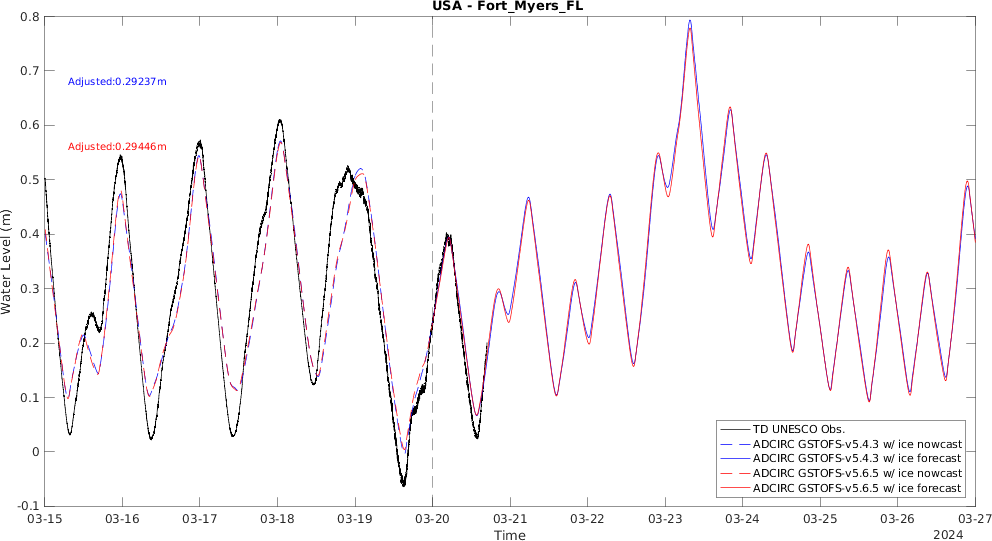 USA - Fort_Myers_FL
0.8
0.7
0.6
0.5
0.4
0.3
0.2
0.1
0
-0.1
Water Level (m)
Adjusted:0.29237m
Adjusted:0.29446m
TD UNESCO Obs.
ADCIRC GSTOFS-v5.4.3 w/ ice nowcast
ADCIRC GSTOFS-v5.4.3 w/ ice forecast
ADCIRC GSTOFS-v5.6.5 w/ ice nowcast
ADCIRC GSTOFS-v5.6.5 w/ ice forecast
03-15 03-16 03-17 03-18 03-19 03-20 03-21 03-22 03-23 03-24 03-25 03-26 03-27
Time
2024